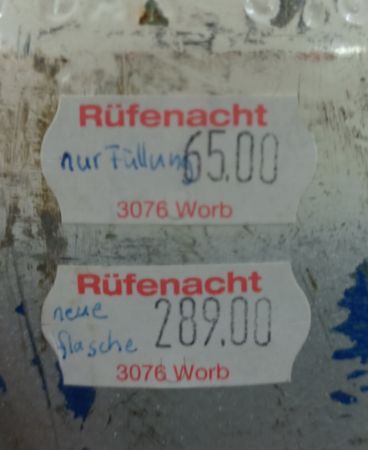 Rüfenacht
nur Füllung 65.00
3076 Worb
Rüfenacht
neue
flasche 289.00
3076 Worb